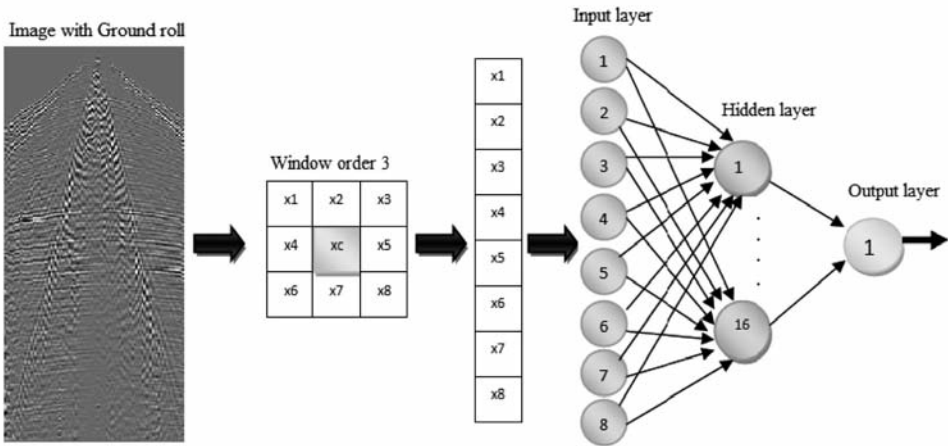 Image with Ground roll
Window order 3
x1 x2 x3
x4 xc x5
x6 x7 x8
x1
x2
x3
x4
x5
x6
x7
x8
Input layer
1
2
3
4
5
6
7
8
Hidden layer
1
16
Output layer
1